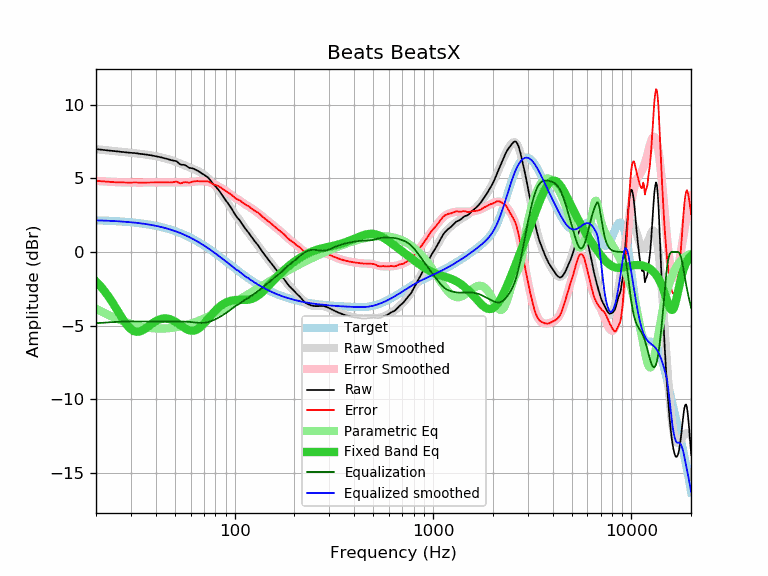 Beats BeatsX
Amplitude (dBr)
10
5
0
−5
−10
−15
Target
Raw Smoothed
Error Smoothed
Raw
Error
Parametric Eq
Fixed Band Eq
Equalization
Equalized smoothed
100
1000
10000
Frequency (Hz)